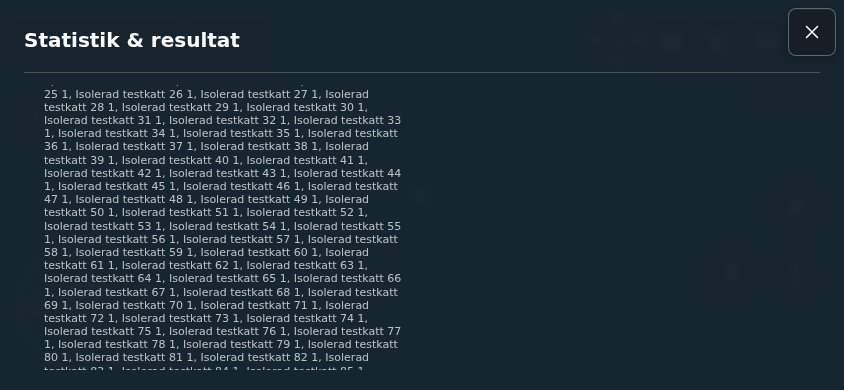 Statistik & resultat
25 1, Isolerad testkatt 26 1, Isolerad testkatt 27 1, Isolerad
testkatt 28 1, Isolerad testkatt 29 1, Isolerad testkatt 30 1,
Isolerad testkatt 31 1, Isolerad testkatt 32 1, Isolerad testkatt 33
1, Isolerad testkatt 34 1, Isolerad testkatt 35 1, Isolerad testkatt
36 1, Isolerad testkatt 37 1, Isolerad testkatt 38 1, Isolerad
testkatt 39 1, Isolerad testkatt 40 1, Isolerad testkatt 41 1,
Isolerad testkatt 42 1, Isolerad testkatt 43 1, Isolerad testkatt 44
1, Isolerad testkatt 45 1, Isolerad testkatt 46 1, Isolerad testkatt
47 1, Isolerad testkatt 48 1, Isolerad testkatt 49 1, Isolerad
testkatt 50 1, Isolerad testkatt 51 1, Isolerad testkatt 52 1,
Isolerad testkatt 53 1, Isolerad testkatt 54 1, Isolerad testkatt 55
1, Isolerad testkatt 56 1, Isolerad testkatt 57 1, Isolerad testkatt
58 1, Isolerad testkatt 59 1, Isolerad testkatt 60 1, Isolerad
testkatt 61 1, Isolerad testkatt 62 1, Isolerad testkatt 63 1,
Isolerad testkatt 64 1, Isolerad testkatt 65 1, Isolerad testkatt 66
1, Isolerad testkatt 67 1, Isolerad testkatt 68 1, Isolerad testkatt
69 1, Isolerad testkatt 70 1, Isolerad testkatt 71 1, Isolerad
testkatt 72 1, Isolerad testkatt 73 1, Isolerad testkatt 74 1,
Isolerad testkatt 75 1, Isolerad testkatt 76 1, Isolerad testkatt 77
1, Isolerad testkatt 78 1, Isolerad testkatt 79 1, Isolerad testkatt
80 1, Isolerad testkatt 81 1, Isolerad testkatt 82 1, Isolerad
testkatt 83 1, Isolerad testkatt 84 1, Isolerad testkatt 85 1,